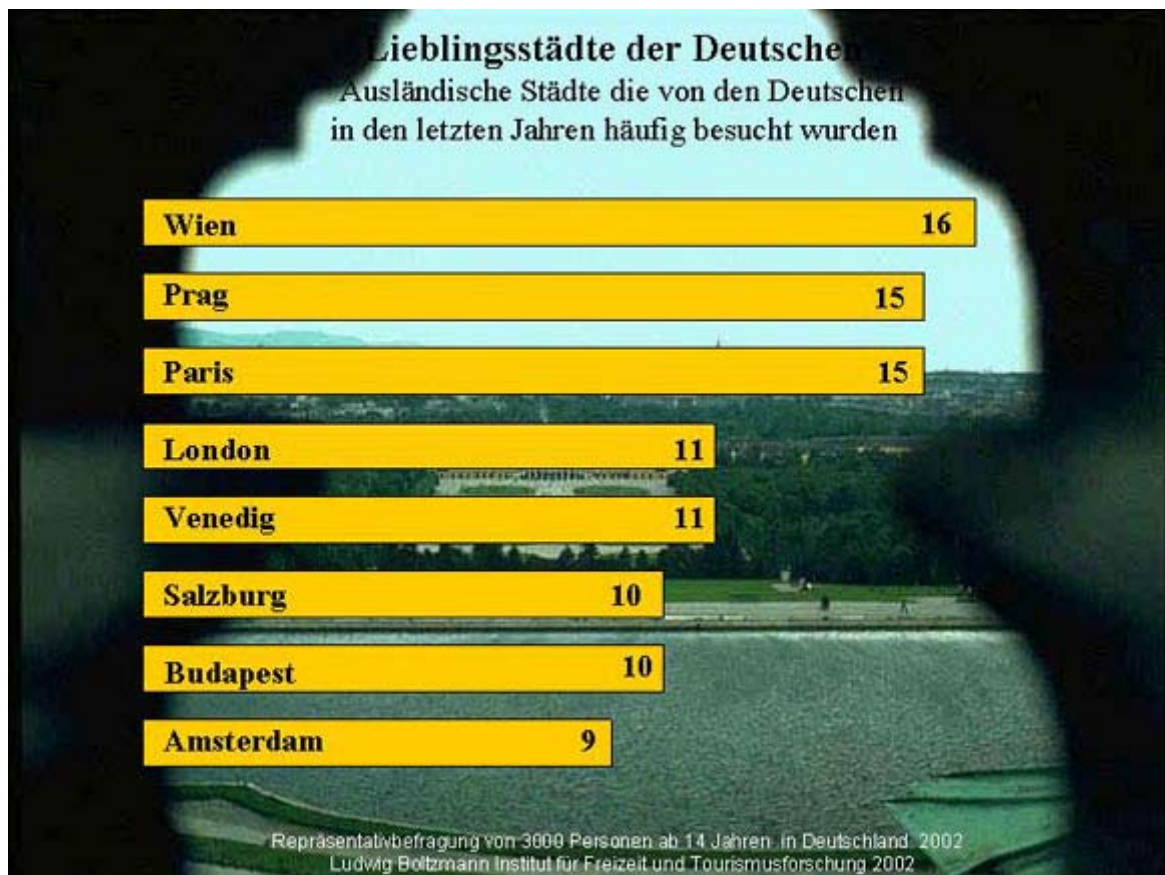 Lieblingsstädte der Deutschen
Ausländische Städte die von den Deutschen
in den letzten Jahren häufig besucht wurden
Wien 16
Prag 15
Paris 15
London 11
Venedig 11
Salzburg 10
Budapest 10
Amsterdam 9
Repräsentativbefragung von 3000 Personen ab 14 Jahren in Deutschland 2002
Ludwig Boltzmann Institut für Freizeit und Tourismusforschung 2002